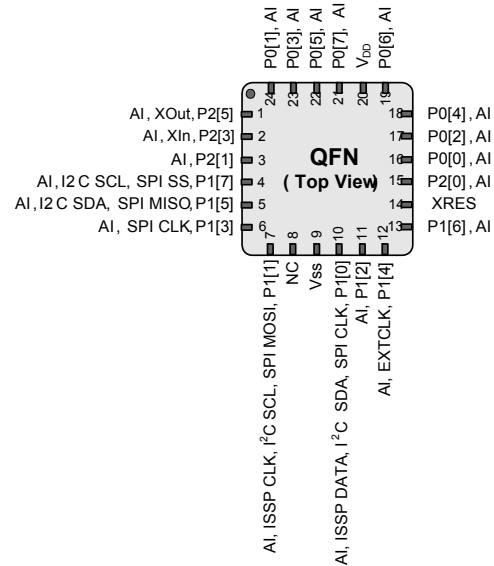 P0[1], AI
P0[3], AI
P0[5], AI
P0[7], AI
VDD
P0[6], AI
24
23
22
21
20
19
AI, XOut, P2[5]
1
AI, XIn, P2[3]
2
AI, P2[1]
3
AI, I2 C SCL, SPI SS, P1[7]
4
AI, I2 C SDA, SPI MISO, P1[5]
5
AI, SPI CLK, P1[3]
6
QFN
( Top View)
18
P0[4], AI
17
P0[2], AI
16
P0[0], AI
15
P2[0], AI
14
XRES
13
P1[6], AI
7
8
9
10
11
12
AI, ISSP CLK, I²C SCL, SPI MOSI, P1[1]
NC
Vss
AI, ISSP DATA, I²C SDA, SPI CLK, P1[0]
AI, P1[2]
AI, EXTCLK, P1[4]